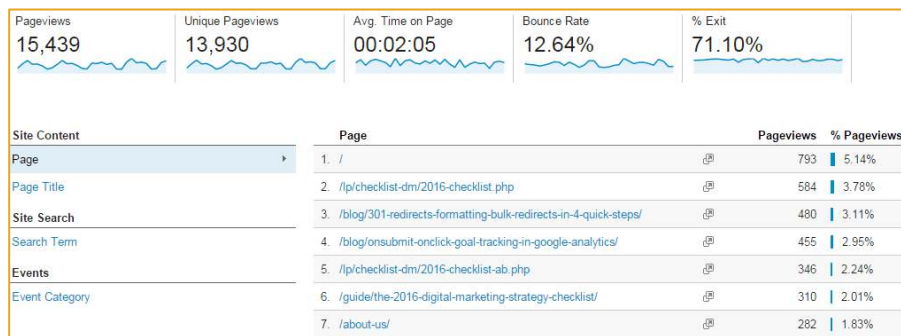 Pageviews Unique Pageviews Avg. Time on Page Bounce Rate % Exit
15,439 13,930 00:02:05 12.64% 71.10%
Site Content
Page
Page Title
Site Search
Search Term
Events
Event Category
Page Pageviews % Pageviews
1. / 793 5.14%
2. /lp/checklist-dm/2016-checklist.php 584 3.78%
3. /blog/301-redirects-formatting-bulk-redirects-in-4-quick-steps/ 480 3.11%
4. /blog/onsubmit-onclick-goal-tracking-in-google-analytics/ 455 2.95%
5. /lp/checklist-dm/2016-checklist-ab.php 346 2.24%
6. /guide/the-2016-digital-marketing-strategy-checklist/ 310 2.01%
7. /about-us/ 282 1.83%